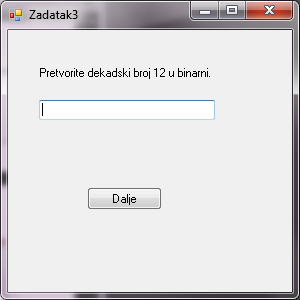 Zadatak3
Pretvorite dekadski broj 12 u binarni.
Dalje